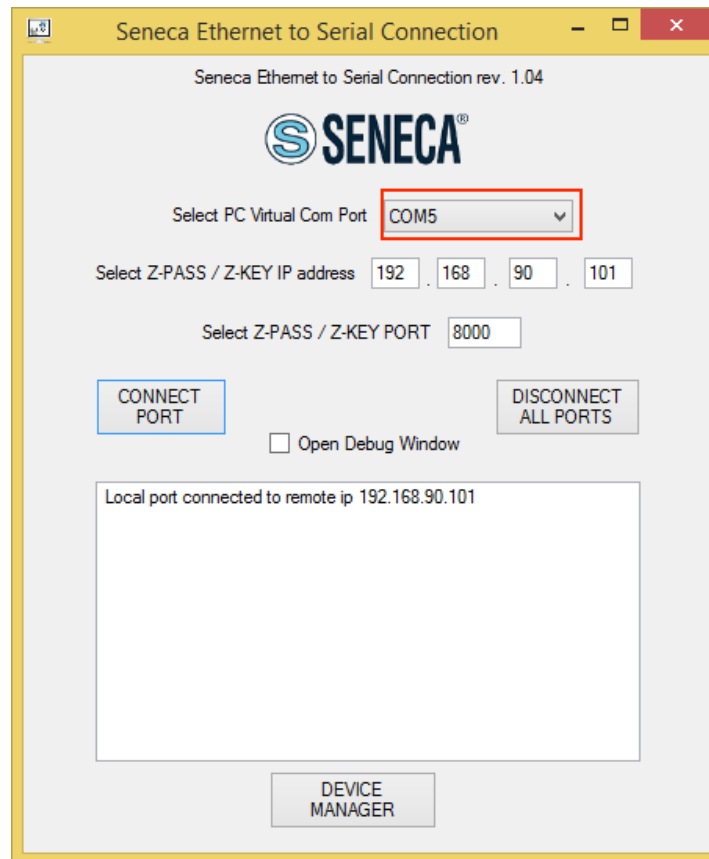 Seneca Ethernet to Serial Connection
Seneca Ethernet to Serial Connection rev. 1.04
S SENECA®
Select PC Virtual Com Port COM5
Select Z-PASS / Z-KEY IP address 192 . 168 . 90 . 101
Select Z-PASS / Z-KEY PORT 8000
CONNECT
PORT
DISCONNECT
ALL PORTS
Open Debug Window
Local port connected to remote ip 192.168.90.101
DEVICE
MANAGER